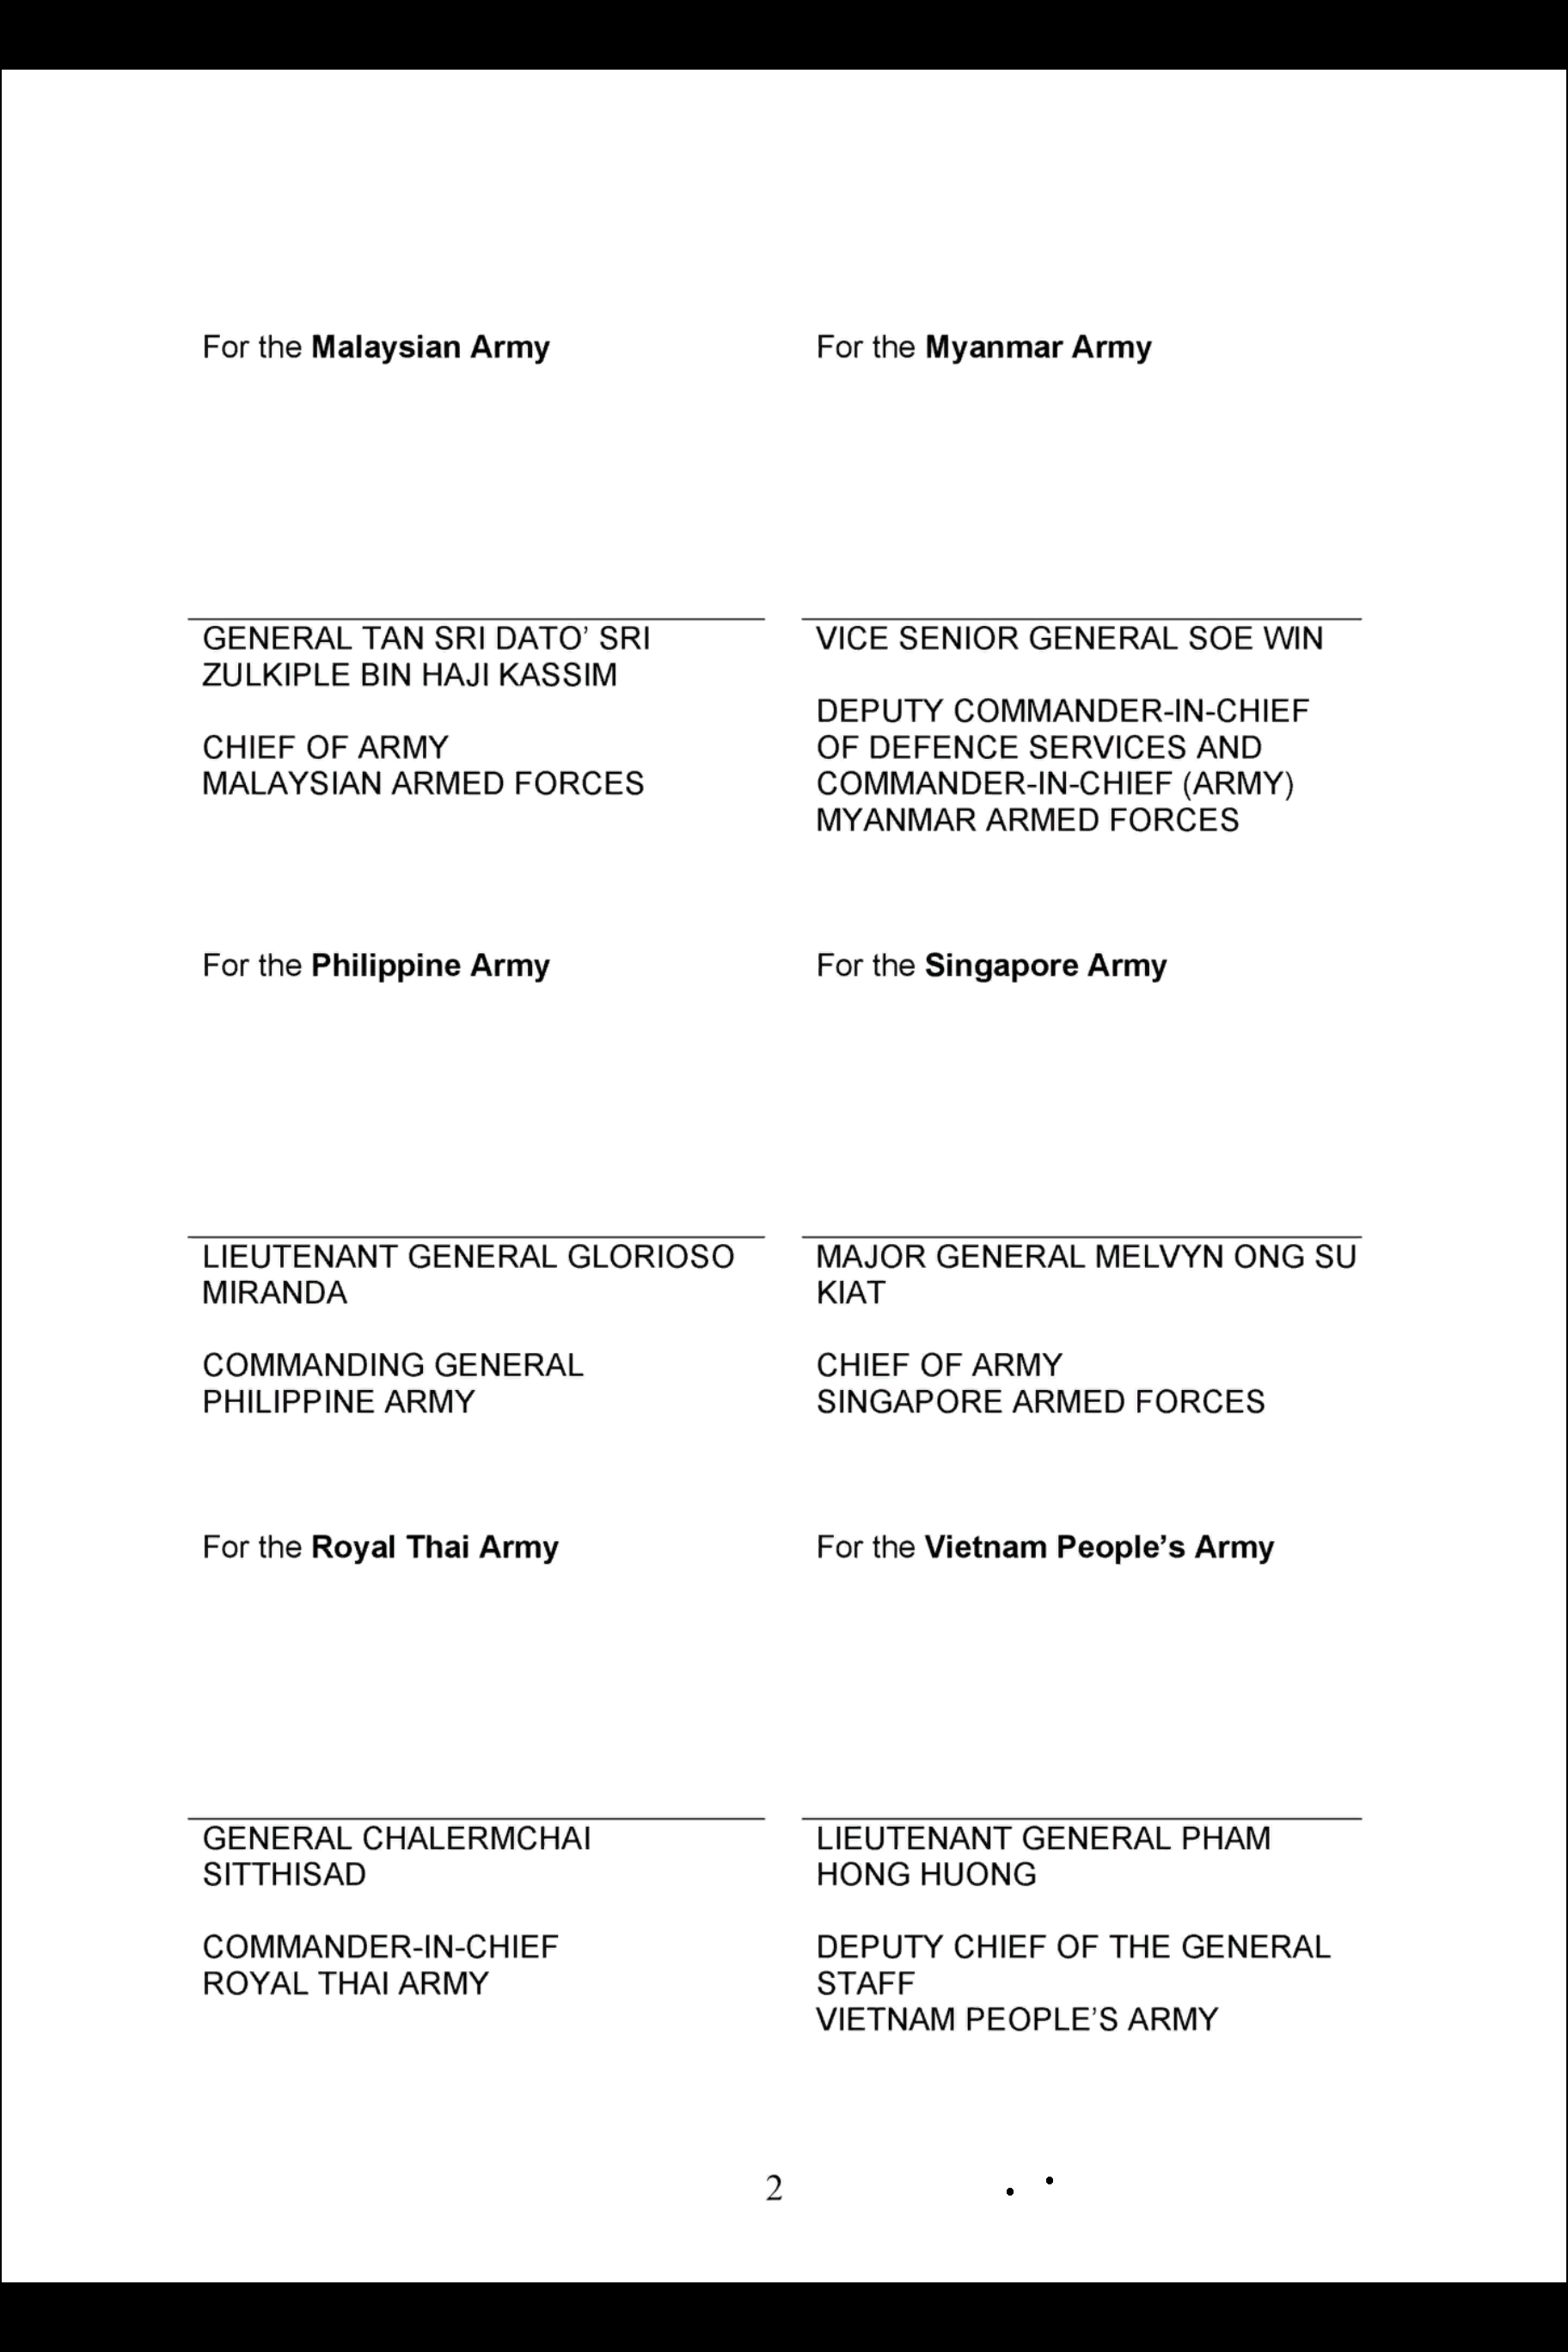 For the Malaysian Army
For the Myanmar Army
GENERAL TAN SRI DATO’ SRI
ZULKIPLE BIN HAJI KASSIM
CHIEF OF ARMY
MALAYSIAN ARMED FORCES
VICE SENIOR GENERAL SOE WIN
DEPUTY COMMANDER-IN-CHIEF
OF DEFENCE SERVICES AND
COMMANDER-IN-CHIEF (ARMY)
MYANMAR ARMED FORCES
For the Philippine Army
For the Singapore Army
LIEUTENANT GENERAL GLORIOSO
MIRANDA
COMMANDING GENERAL
PHILIPPINE ARMY
MAJOR GENERAL MELVYN ONG SU
KIAT
CHIEF OF ARMY
SINGAPORE ARMED FORCES
For the Royal Thai Army
For the Vietnam People’s Army
GENERAL CHALERMCHAI
SITTHISAD
COMMANDER-IN-CHIEF
ROYAL THAI ARMY
LIEUTENANT GENERAL PHAM
HONG HUONG
DEPUTY CHIEF OF THE GENERAL
STAFF
VIETNAM PEOPLE’S ARMY
2